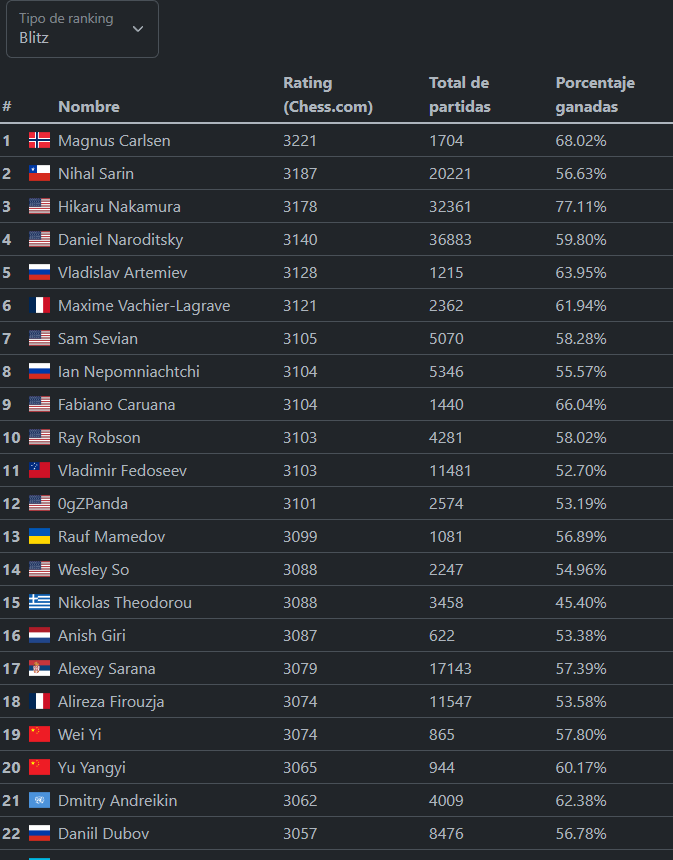 Tipo de ranking
Blitz
Rating Total de Porcentaje
# Nombre (Chess.com) partidas ganadas
1 Magnus Carlsen 3221 1704 68.02%
2 Nihal Sarin 3187 20221 56.63%
3 Hikaru Nakamura 3178 32361 77.11%
4 Daniel Naroditsky 3140 36883 59.80%
5 Vladislav Artemiev 3128 1215 63.95%
6 Maxime Vachier-Lagrave 3121 2362 61.94%
7 Sam Sevian 3105 5070 58.28%
8 Ian Nepomniachtchi 3104 5346 55.57%
9 Fabiano Caruana 3104 1440 66.04%
10 Ray Robson 3103 4281 58.02%
11 Vladimir Fedoseev 3103 11481 52.70%
12 0gZPanda 3101 2574 53.19%
13 Rauf Mamedov 3099 1081 56.89%
14 Wesley So 3088 2247 54.96%
15 Nikolas Theodorou 3088 3458 45.40%
16 Anish Giri 3087 622 53.38%
17 Alexey Sarana 3079 17143 57.39%
18 Alireza Firouzja 3074 11547 53.58%
19 Wei Yi 3074 865 57.80%
20 Yu Yangyi 3065 944 60.17%
21 Dmitry Andreikin 3062 4009 62.38%
22 Daniil Dubov 3057 8476 56.78%